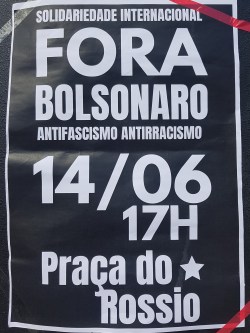 SOLIDARIEDADE INTERNACIONAL
FORA
BOLSONARO
ANTIFASCISMO ANTIRRACISMO
14/06
17H
Praça do
Rossio